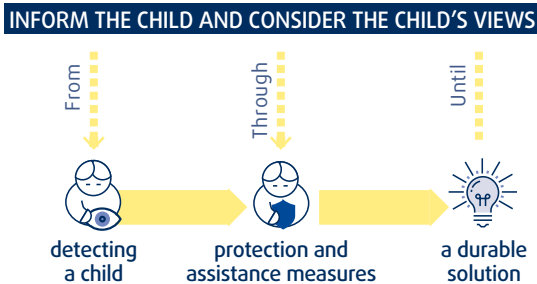 INFORM THE CHILD AND CONSIDER THE CHILD’S VIEWS
From
Through
Until
detecting
a child
protection and
assistance measures
a durable
solution